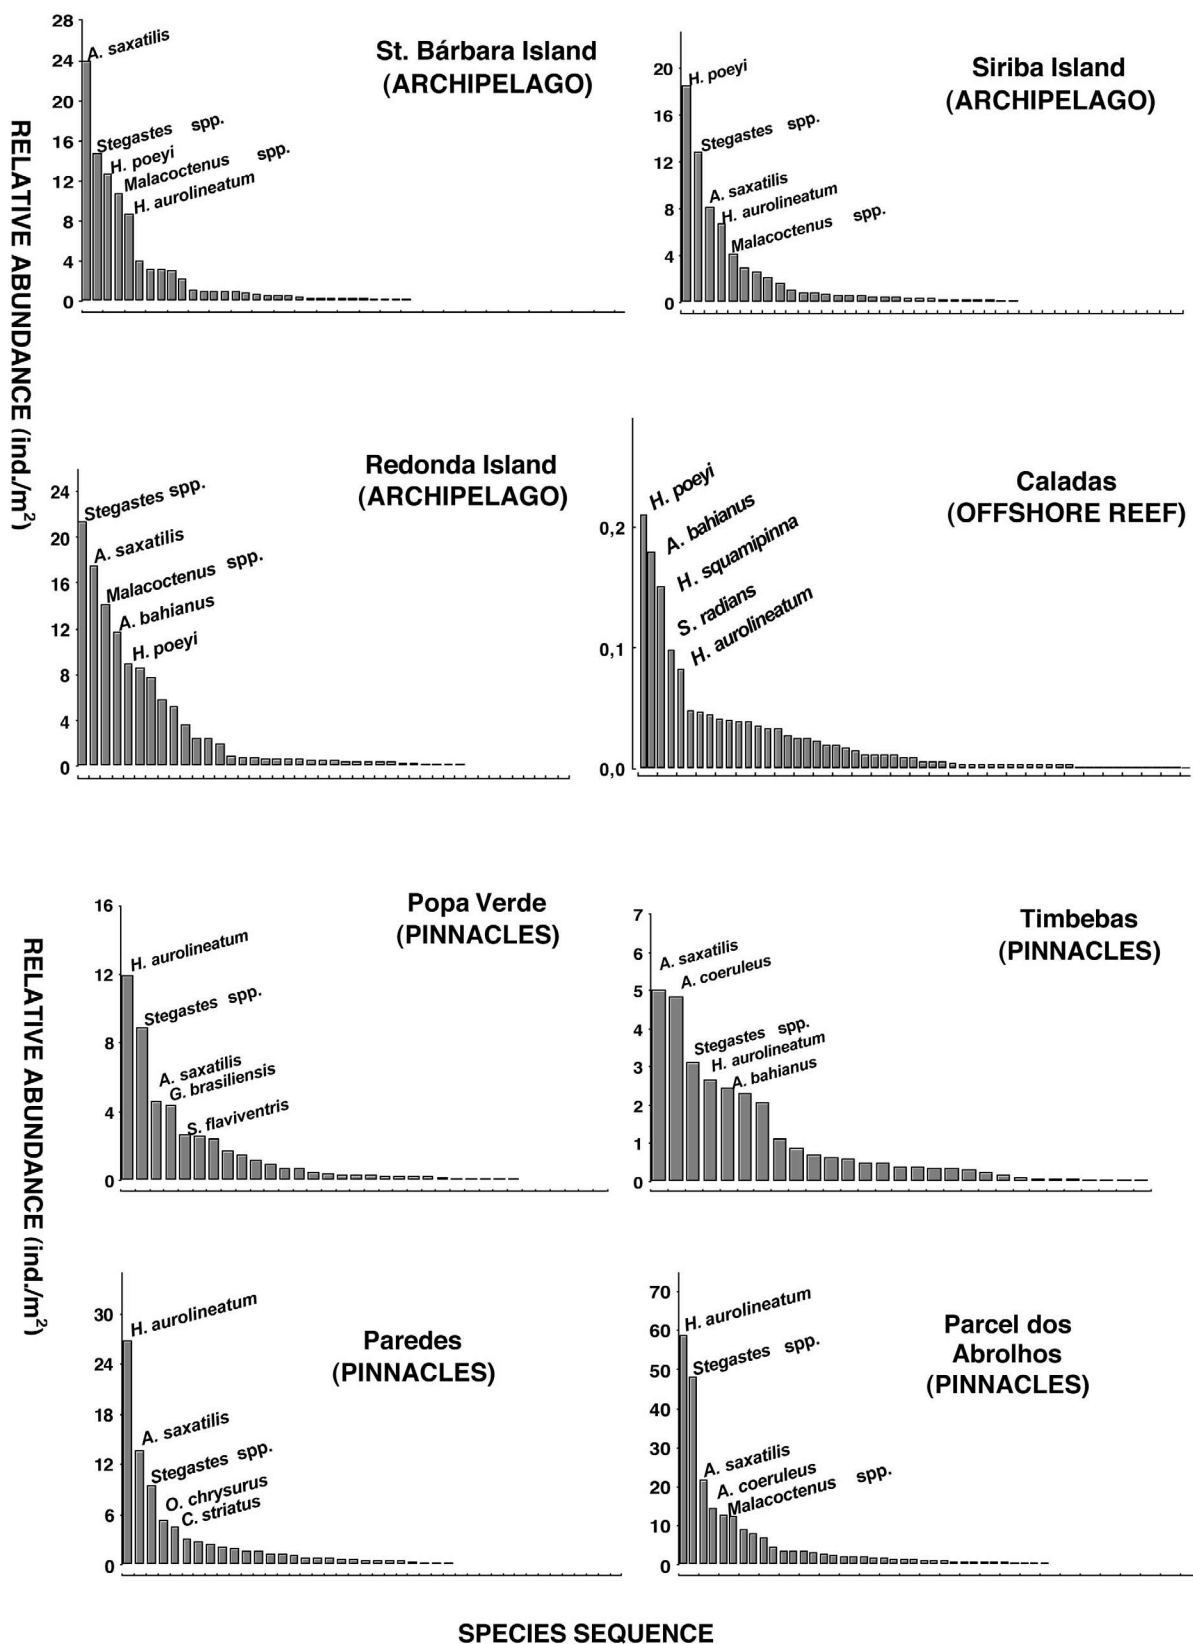 RELATIVE ABUNDANCE (ind./m²)
St. Bárbara Island
(ARCHIPELAGO)
28
24
20
16
12
8
4
0
A. saxatilis
Stegastes spp.
H. poeyi
Malacoctenus spp.
H. aurolineatum
Siriba Island
(ARCHIPELAGO)
20
16
12
8
4
0
H. poeyi
Stegastes spp.
A. saxatilis
H. aurolineatum
Malacoctenus spp.
Redonda Island
(ARCHIPELAGO)
24
20
16
12
8
4
0
Stegastes spp.
A. saxatilis
Malacoctenus spp.
A. bahianus
H. poeyi
Caladas
(OFFSHORE REEF)
0,2
0,1
0,0
H. poeyi
A. bahianus
H. squamipinna
S. radians
H. aurolineatum
RELATIVE ABUNDANCE (ind./m²)
Popa Verde
(PINNACLES)
16
12
8
4
0
H. aurolineatum
Stegastes spp.
A. saxatilis
G. brasiliensis
S. flaviventris
Timbebas
(PINNACLES)
7
6
5
4
3
2
1
0
A. saxatilis
A. coeruleus
Stegastes spp.
H. aurolineatum
A. bahianus
Paredes
(PINNACLES)
30
24
18
12
6
0
H. aurolineatum
A. saxatilis
Stegastes spp.
O. chrysurus
C. striatus
Parcel dos
Abrolhos
(PINNACLES)
70
60
50
40
30
20
10
0
H. aurolineatum
Stegastes spp.
A. saxatilis
A. coeruleus
Malacoctenus spp.
SPECIES SEQUENCE